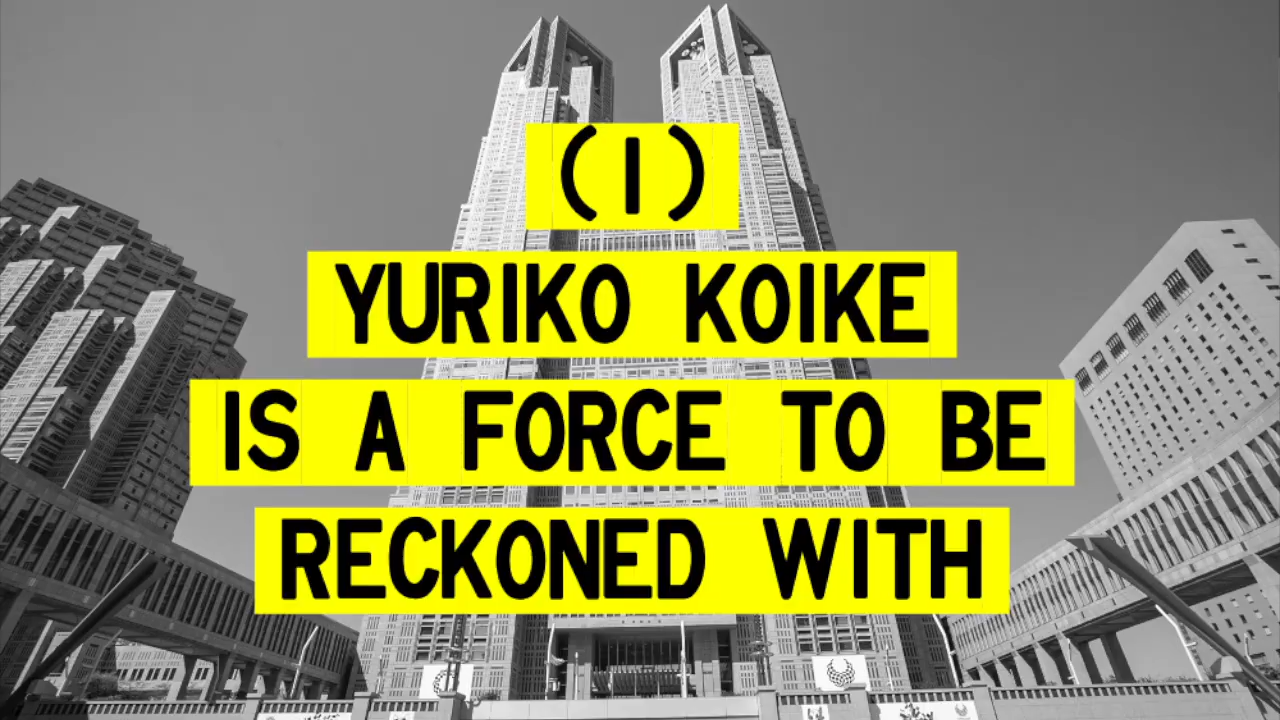 (1)
YURIKO KOIKE
IS A FORCE TO BE
RECKONED WITH